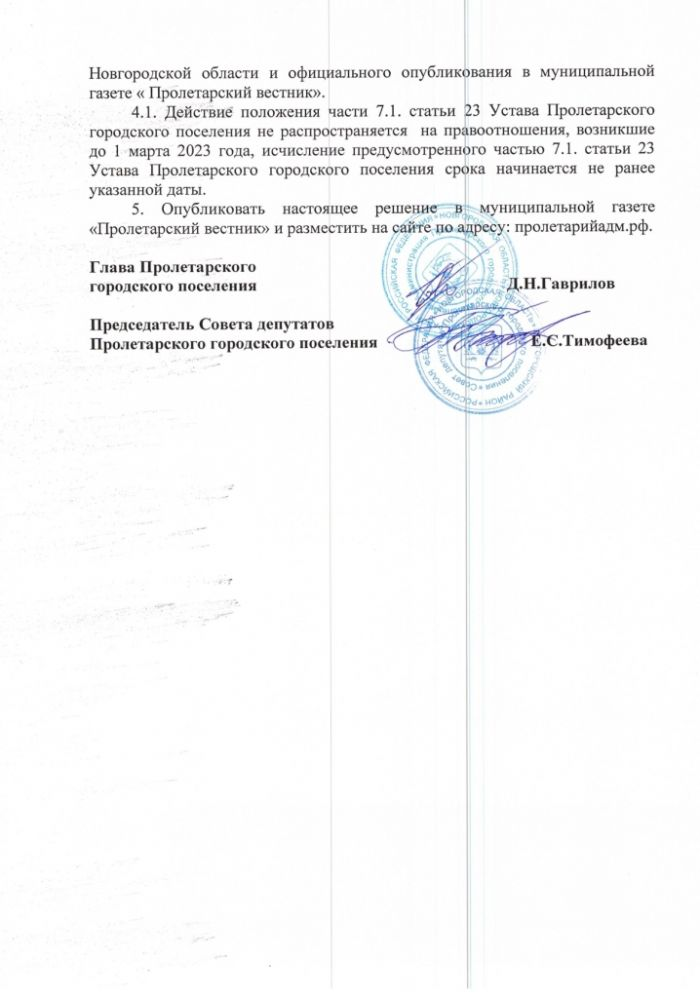 Новгородской области и официального опубликования в муниципальной
газете « Пролетарский вестник».
4.1. Действие положения части 7.1. статьи 23 Устава Пролетарского
городского поселения не распространяется на правоотношения, возникшие
до 1 марта 2023 года, исчисление предусмотренного частью 7.1. статьи 23
Устава Пролетарского городского поселения срока начинается не ранее
указанной даты.
5. Опубликовать настоящее решение в муниципальной газете
«Пролетарский вестник» и разместить на сайте по адресу: пролетарийадм.рф.
Глава Пролетарского
городского поселения Д.Н.Гаврилов
Председатель Совета депутатов
Пролетарского городского поселения Е.С.Тимофеева